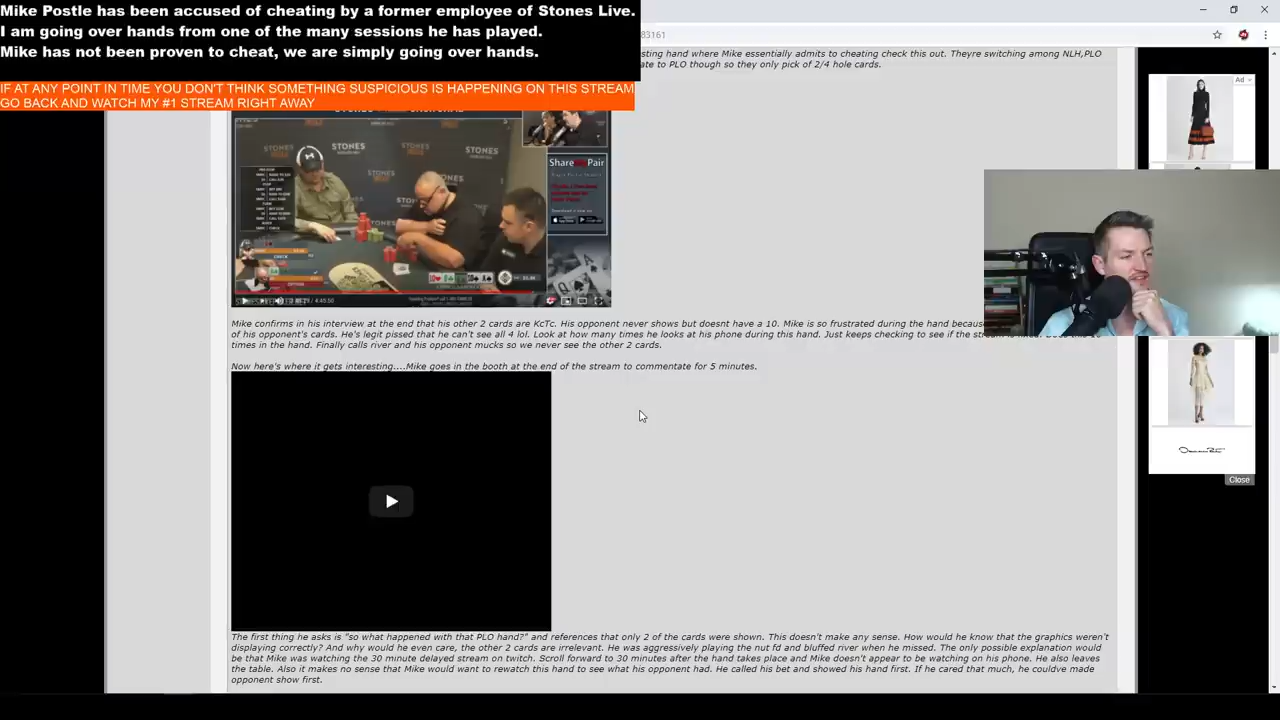 Mike Postle has been accused of cheating by a former employee of Stones Live.
I am going over hands from one of the many sessions he has played.
Mike has not been proven to cheat, we are simply going over hands.
83161
sting hand where Mike essentially admits to cheating check this out. Theyre switching among NLH,PLO
ate to PLO though so they only pick of 2/4 hole cards.
IF AT ANY POINT IN TIME YOU DON'T THINK SOMETHING SUSPICIOUS IS HAPPENING ON THIS STREAM
GO BACK AND WATCH MY #1 STREAM RIGHT AWAY
Ad
STONES
STONES
STONES
Share My Pair
CHECK
4:49:50
Mike confirms in his interview at the end that his other 2 cards are KcTc. His opponent never shows but doesnt have a 10. Mike is so frustrated during the hand becaus
of his opponent's cards. He's legit pissed that he can't see all 4 lol. Look at how many times he looks at his phone during this hand. Just keeps checking to see if the
times in the hand. Finally calls river and his opponent mucks so we never see the other 2 cards.
Now here's where it gets interesting....Mike goes in the booth at the end of the stream to commentate for 5 minutes.
Close
The first thing he asks is "so what happened with that PLO hand?" and references that only 2 of the cards were shown. This doesn't make any sense. How would he know that the graphics weren't
displaying correctly? And why would he even care, the other 2 cards are irrelevant. He was aggressively playing the nut fd and bluffed river when he missed. The only possible explanation would
be that Mike was watching the 30 minute delayed stream on twitch. Scroll forward to 30 minutes after the hand takes place and Mike doesn't appear to be watching on his phone. He also leaves
the table. Also it makes no sense that Mike would want to rewatch this hand to see what his opponent had. He called his bet and showed his hand first. If he cared that much, he couldve made
opponent show first.